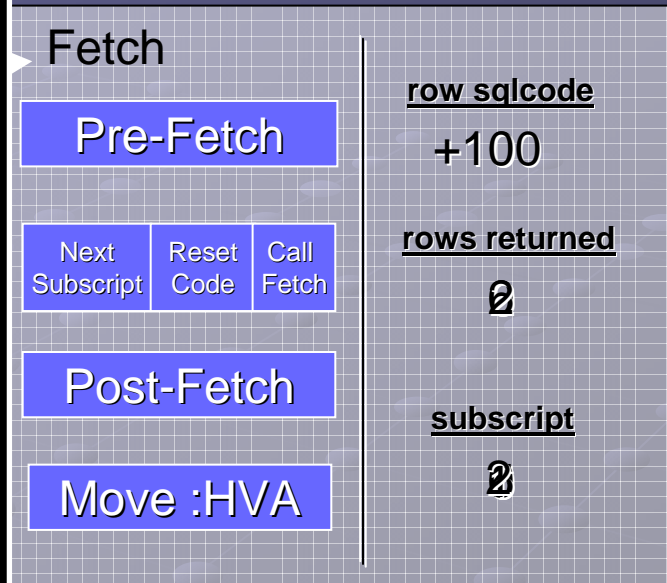 Fetch
Pre-Fetch
Next
Subscript
Reset
Code
Call
Fetch
Post-Fetch
Move :HVA
row sqlcode
+100
rows returned
subscript